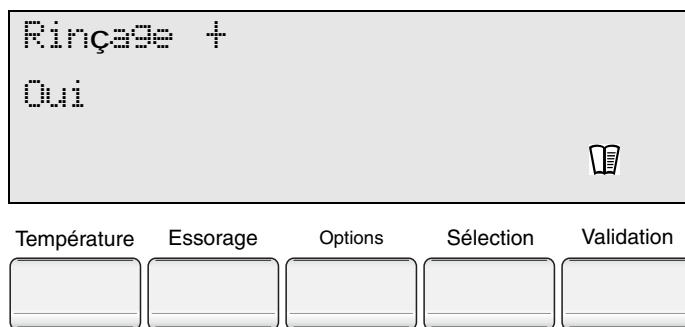 Rinçage +
Oui
Température Essorage Options Sélection Validation